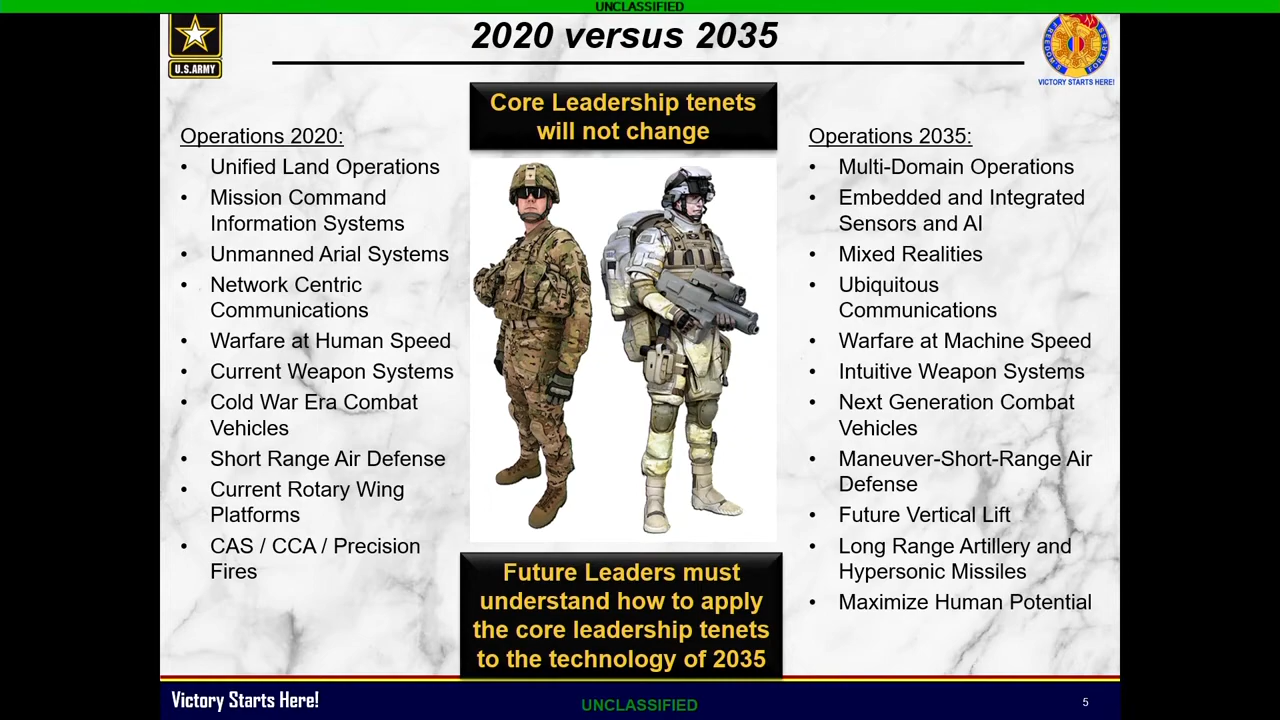 UNCLASSIFIED
2020 versus 2035
U.S.ARMY
FREEDOM'S FORTRESS
VICTORY STARTS HERE!
Core Leadership tenets
will not change
Operations 2020:
• Unified Land Operations
• Mission Command
Information Systems
• Unmanned Arial Systems
• Network Centric
Communications
• Warfare at Human Speed
• Current Weapon Systems
• Cold War Era Combat
Vehicles
• Short Range Air Defense
• Current Rotary Wing
Platforms
• CAS / CCA / Precision
Fires
Operations 2035:
• Multi-Domain Operations
• Embedded and Integrated
Sensors and AI
• Mixed Realities
• Ubiquitous
Communications
• Warfare at Machine Speed
• Intuitive Weapon Systems
• Next Generation Combat
Vehicles
• Maneuver-Short-Range Air
Defense
• Future Vertical Lift
• Long Range Artillery and
Hypersonic Missiles
• Maximize Human Potential
Future Leaders must
understand how to apply
the core leadership tenets
to the technology of 2035
Victory Starts Here!
UNCLASSIFIED
5